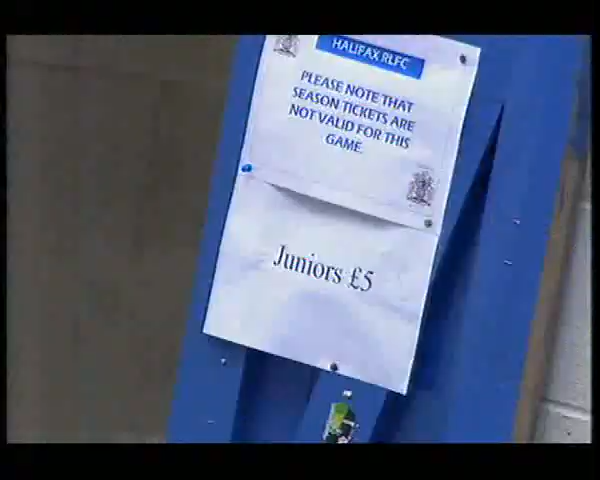 HALIFAX RLFC
PLEASE NOTE THAT
SEASON TICKETS ARE
NOT VALID FOR THIS
GAME.
Juniors £5